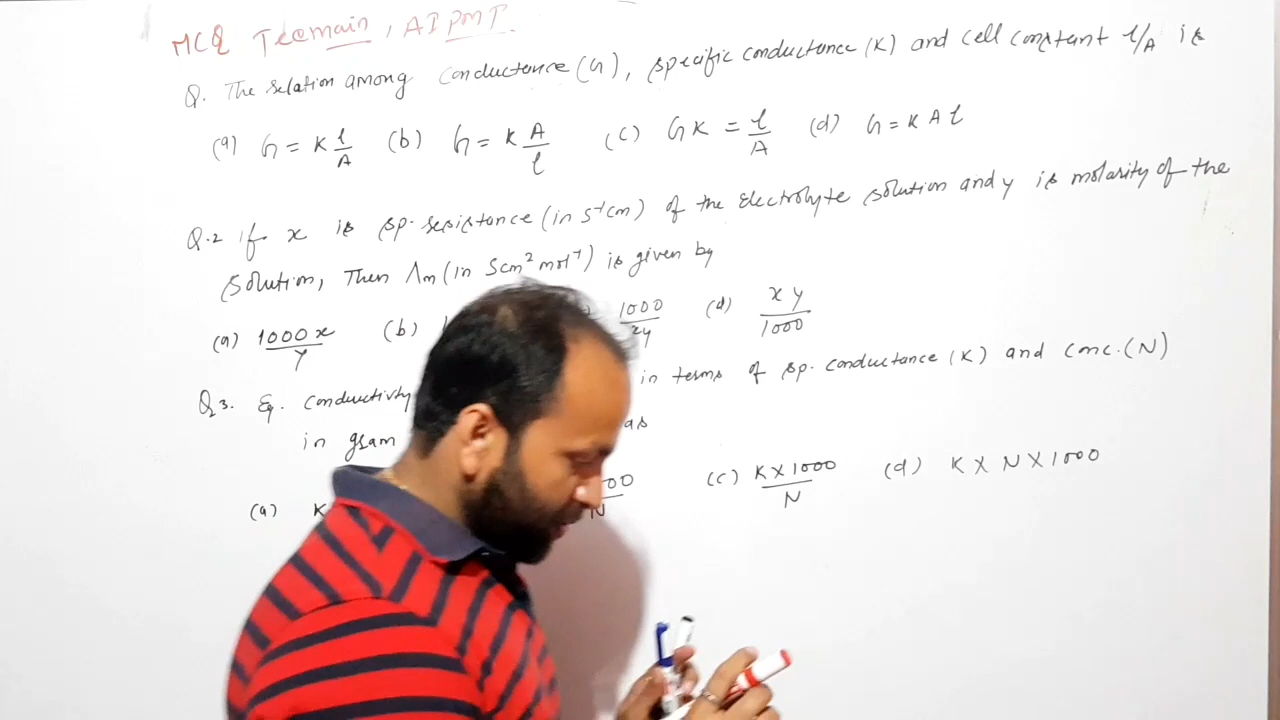 MCQ Jeemain, AIPMT
Q. The relation among conductance (G), specific conductance (K) and cell constant l/A is
(a) G = K l/A (b) G = K A/l (c) GK = l/A (d) G = K A l
Q.2 If x is sp. resistance (in S⁻¹cm) of the Electrolyte solution and y is molarity of the
solution, Then Λm (in Scm² mol⁻¹) is given by
(a) 1000x/y (b) 1000/xy (d) xy/1000
Q3. Eq. conductivity in terms of sp. conductance (K) and conc. (N)
in gram as
(a) K (c) K×1000/N (d) K × N × 1000